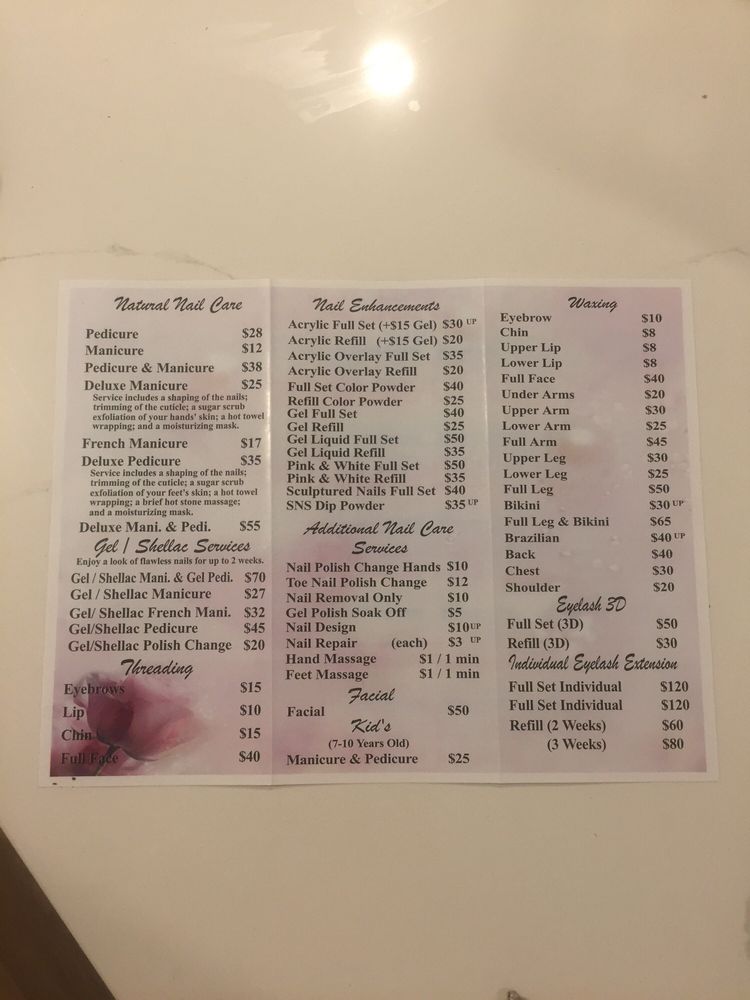 Natural Nail Care
Pedicure $28
Manicure $12
Pedicure & Manicure $38
Deluxe Manicure $25
Service includes a shaping of the nails;
trimming of the cuticle; a sugar scrub
exfoliation of your hands' skin; a hot towel
wrapping; and a moisturizing mask.
French Manicure $17
Deluxe Pedicure $35
Service includes a shaping of the nails;
trimming of the cuticle; a sugar scrub
exfoliation of your feet's skin; a hot towel
wrapping; a brief hot stone massage;
and a moisturizing mask.
Deluxe Mani. & Pedi. $55
Gel / Shellac Services
Enjoy a look of flawless nails for up to 2 weeks.
Gel / Shellac Mani. & Gel Pedi. $70
Gel / Shellac Manicure $27
Gel/ Shellac French Mani. $32
Gel/Shellac Pedicure $45
Gel/Shellac Polish Change $20
Threading
Eyebrows $15
Lip $10
Chin $15
Full Face $40
Nail Enhancements
Acrylic Full Set (+$15 Gel) $30 UP
Acrylic Refill (+$15 Gel) $20
Acrylic Overlay Full Set $35
Acrylic Overlay Refill $20
Full Set Color Powder $40
Refill Color Powder $25
Gel Full Set $40
Gel Refill $25
Gel Liquid Full Set $50
Gel Liquid Refill $35
Pink & White Full Set $50
Pink & White Refill $35
Sculptured Nails Full Set $40
SNS Dip Powder $35 UP
Additional Nail Care
Services
Nail Polish Change Hands $10
Toe Nail Polish Change $12
Nail Removal Only $10
Gel Polish Soak Off $5
Nail Design $10 UP
Nail Repair (each) $3 UP
Hand Massage $1 / 1 min
Feet Massage $1 / 1 min
Facial
Facial $50
Kid's
(7-10 Years Old)
Manicure & Pedicure $25
Waxing
Eyebrow $10
Chin $8
Upper Lip $8
Lower Lip $8
Full Face $40
Under Arms $20
Upper Arm $30
Lower Arm $25
Full Arm $45
Upper Leg $30
Lower Leg $25
Full Leg $50
Bikini $30 UP
Full Leg & Bikini $65
Brazilian $40 UP
Back $40
Chest $30
Shoulder $20
Eyelash 3D
Full Set (3D) $50
Refill (3D) $30
Individual Eyelash Extension
Full Set Individual $120
Full Set Individual $120
Refill (2 Weeks) $60
(3 Weeks) $80